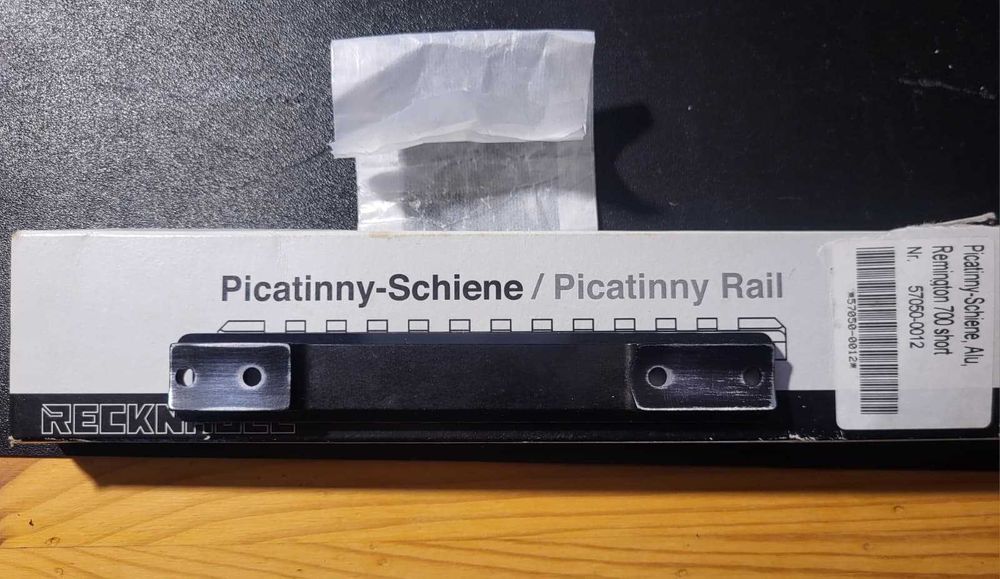 Picatinny-Schiene / Picatinny Rail
Picatinny-Schiene, Alu,
Remington 700 short
Nr. 57050-0012
*57050-0012*